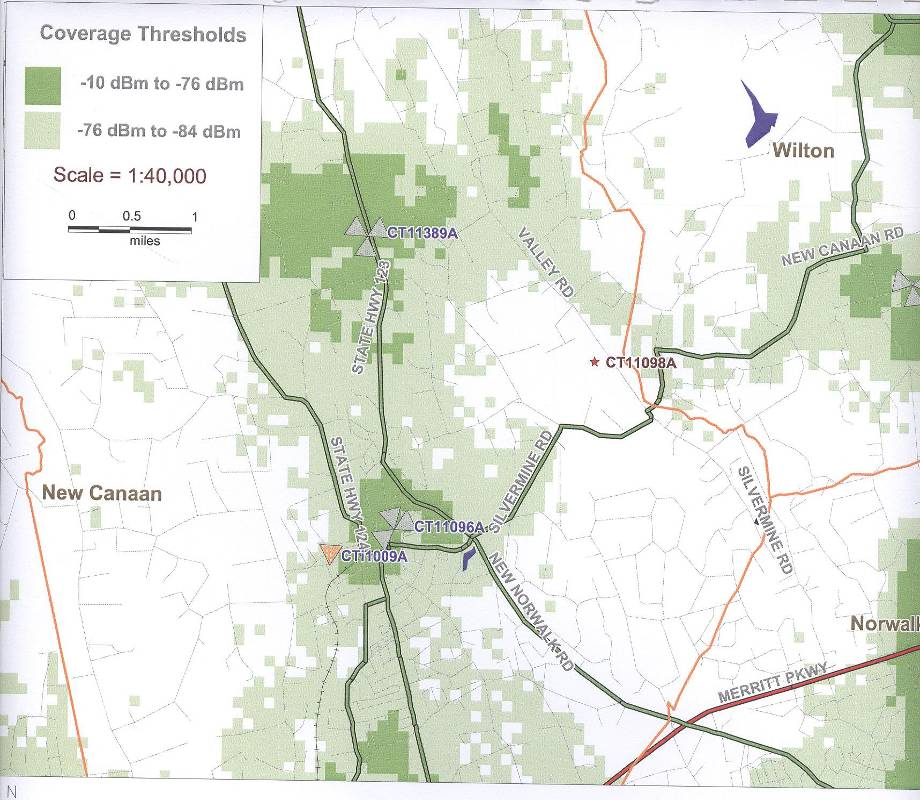 Coverage Thresholds
-10 dBm to -76 dBm
-76 dBm to -84 dBm
Scale = 1:40,000
0 0.5 1
miles
Wilton
CT11389A
NEW CANAAN RD
VALLEY RD
STATE HWY 123
CT11098A
STATE HWY 124
SILVERMINE RD
New Canaan
SILVERMINE RD
CT11096A
CT11009A
NEW NORWALK RD
Norwalk
MERRITT PKWY
N